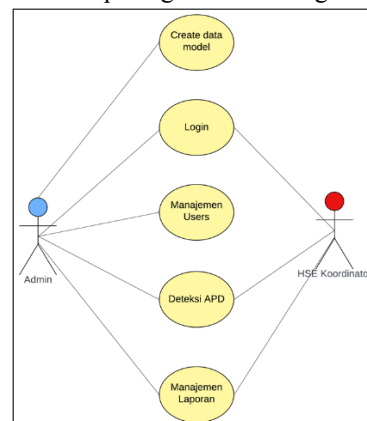 Create data
model
Login
Manajemen
Users
Admin
HSE Koordinato
Deteksi APD
Manajemen
Laporan